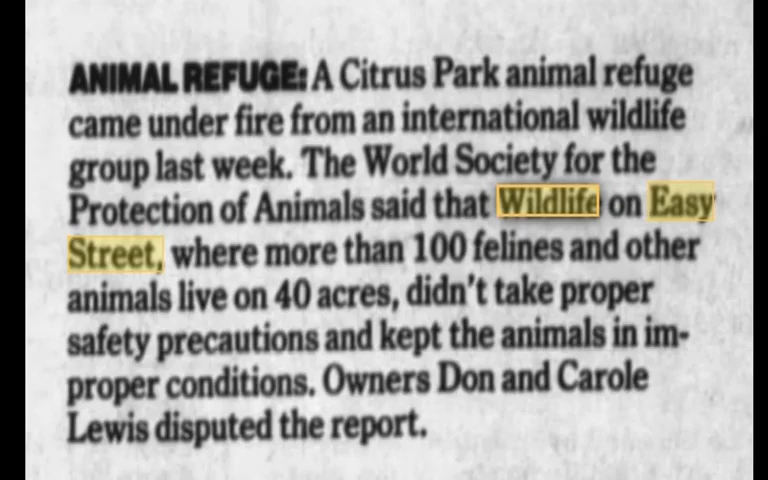 ANIMAL REFUGE: A Citrus Park animal refuge
came under fire from an international wildlife
group last week. The World Society for the
Protection of Animals said that Wildlife on Easy
Street, where more than 100 felines and other
animals live on 40 acres, didn't take proper
safety precautions and kept the animals in im-
proper conditions. Owners Don and Carole
Lewis disputed the report.